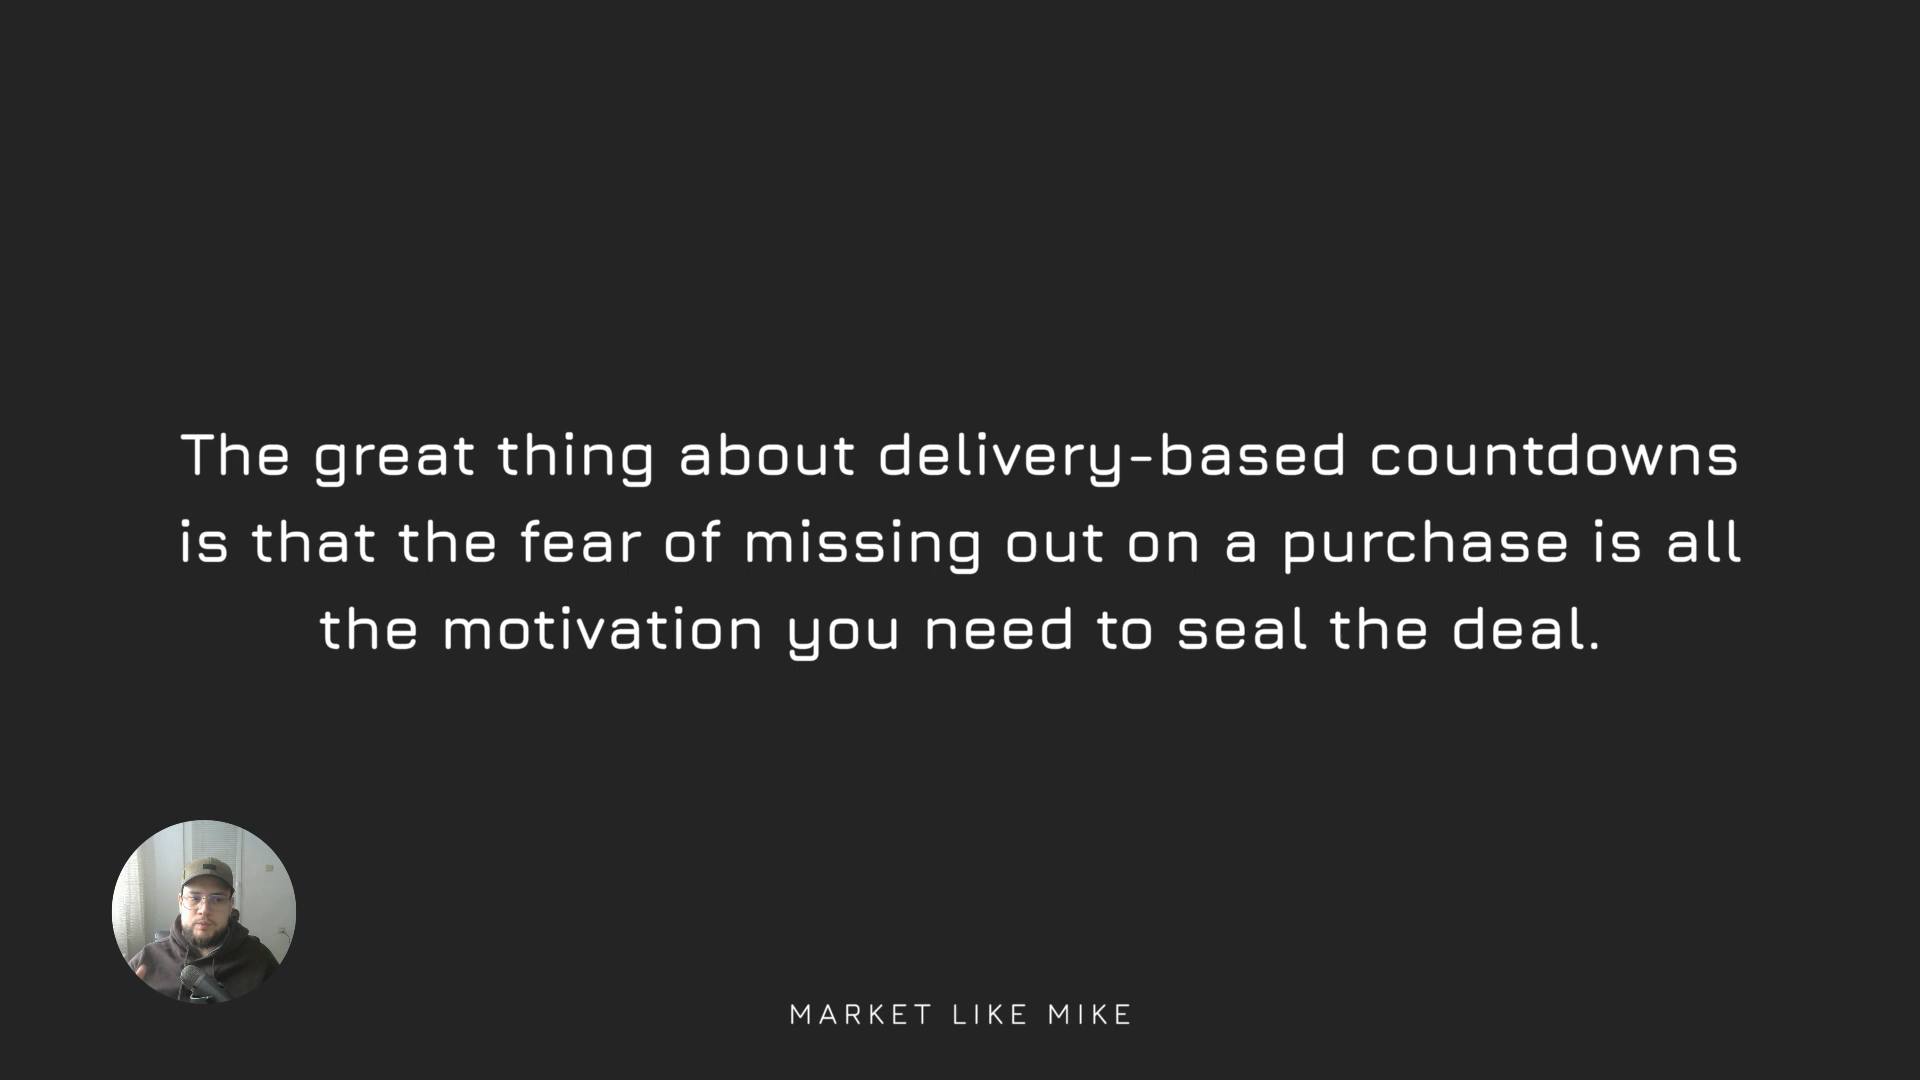 The great thing about delivery-based countdowns
is that the fear of missing out on a purchase is all
the motivation you need to seal the deal.
MARKET LIKE MIKE